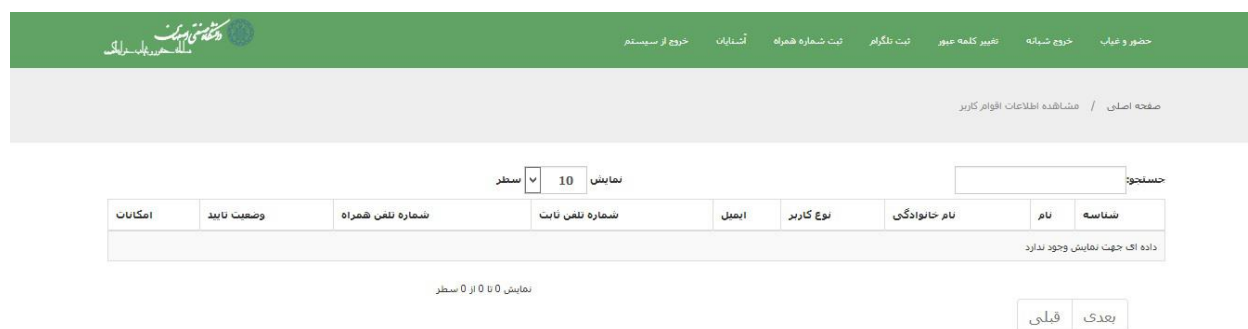 دانشگاه صنعتی اصفهان
حضور و غیاب خروج شبانه تغییر کلمه عبور ثبت تلگرام ثبت شماره همراه آشنایان خروج از سیستم
صفحه اصلی / مشاهده اطلاعات اقوام کاربر
جستجو: نمایش 10 سطر
شناسه نام نام خانوادگی نوع کاربر ایمیل شماره تلفن ثابت شماره تلفن همراه وضعیت تایید امکانات
داده ای جهت نمایش وجود ندارد
نمایش 0 تا 0 از 0 سطر
بعدی قبلی